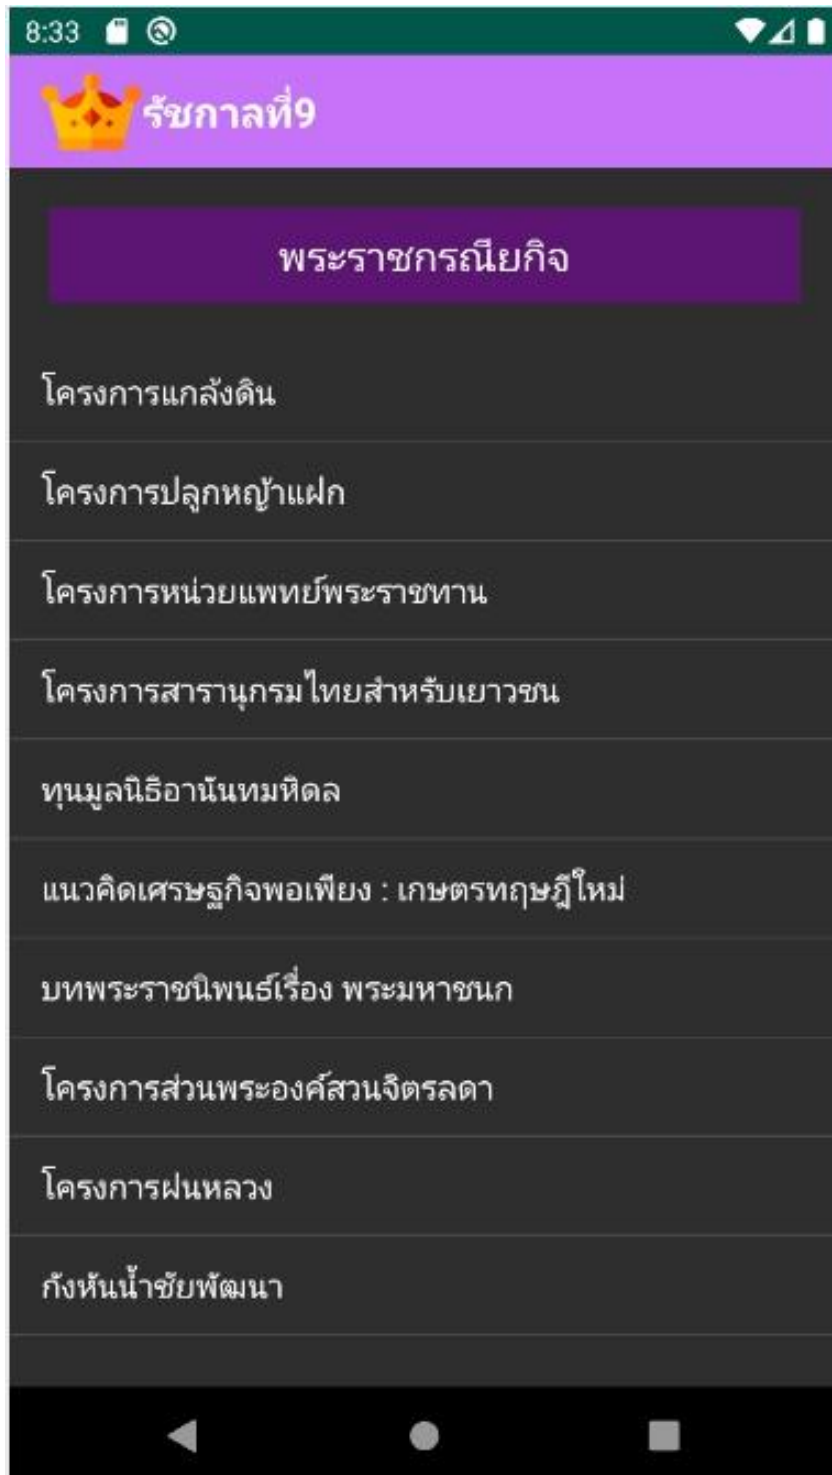 8:33
รัชกาลที่9
พระราชกรณียกิจ
โครงการแกล้งดิน
โครงการปลูกหญ้าแฝก
โครงการหน่วยแพทย์พระราชทาน
โครงการสารานุกรมไทยสำหรับเยาวชน
ทุนมูลนิธิอานันทมหิดล
แนวคิดเศรษฐกิจพอเพียง : เกษตรทฤษฎีใหม่
บทพระราชนิพนธ์เรื่อง พระมหาชนก
โครงการส่วนพระองค์สวนจิตรลดา
โครงการฝนหลวง
กังหันน้ำชัยพัฒนา